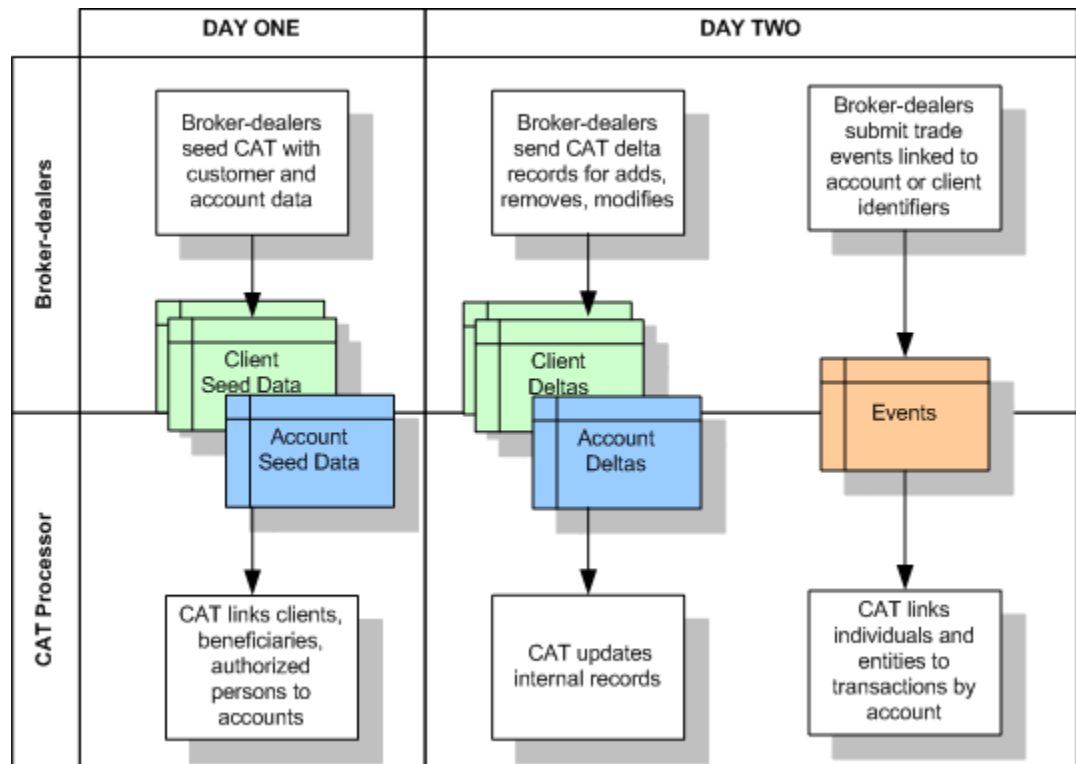 DAY ONE
DAY TWO
Broker-dealers
Broker-dealers
seed CAT with
customer and
account data
Broker-dealers
send CAT delta
records for adds,
removes, modifies
Broker-dealers
submit trade
events linked to
account or client
identifiers
Client
Seed Data
Account
Seed Data
Client
Deltas
Account
Deltas
Events
CAT Processor
CAT links clients,
beneficiaries,
authorized
persons to
accounts
CAT updates
internal records
CAT links
individuals and
entities to
transactions by
account